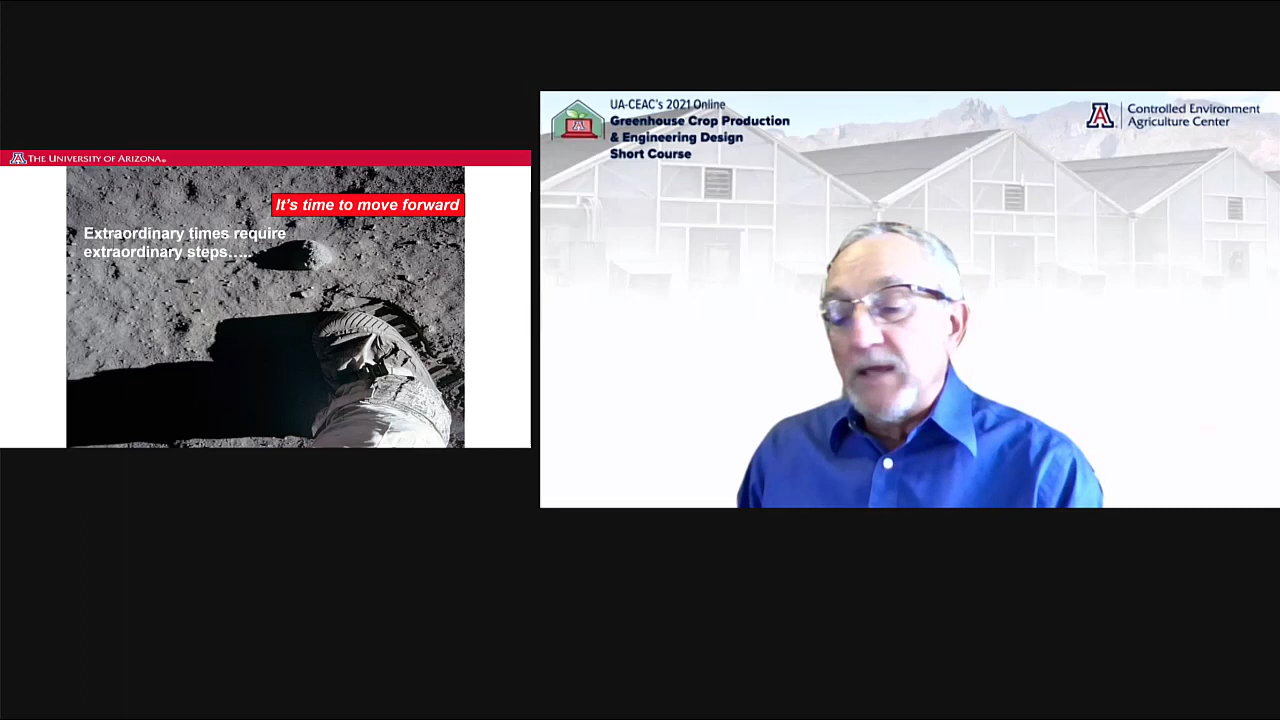 THE UNIVERSITY OF ARIZONA®
It's time to move forward
Extraordinary times require
extraordinary steps…..
UA-CEAC's 2021 Online
Greenhouse Crop Production
& Engineering Design
Short Course
A
Controlled Environment
Agriculture Center